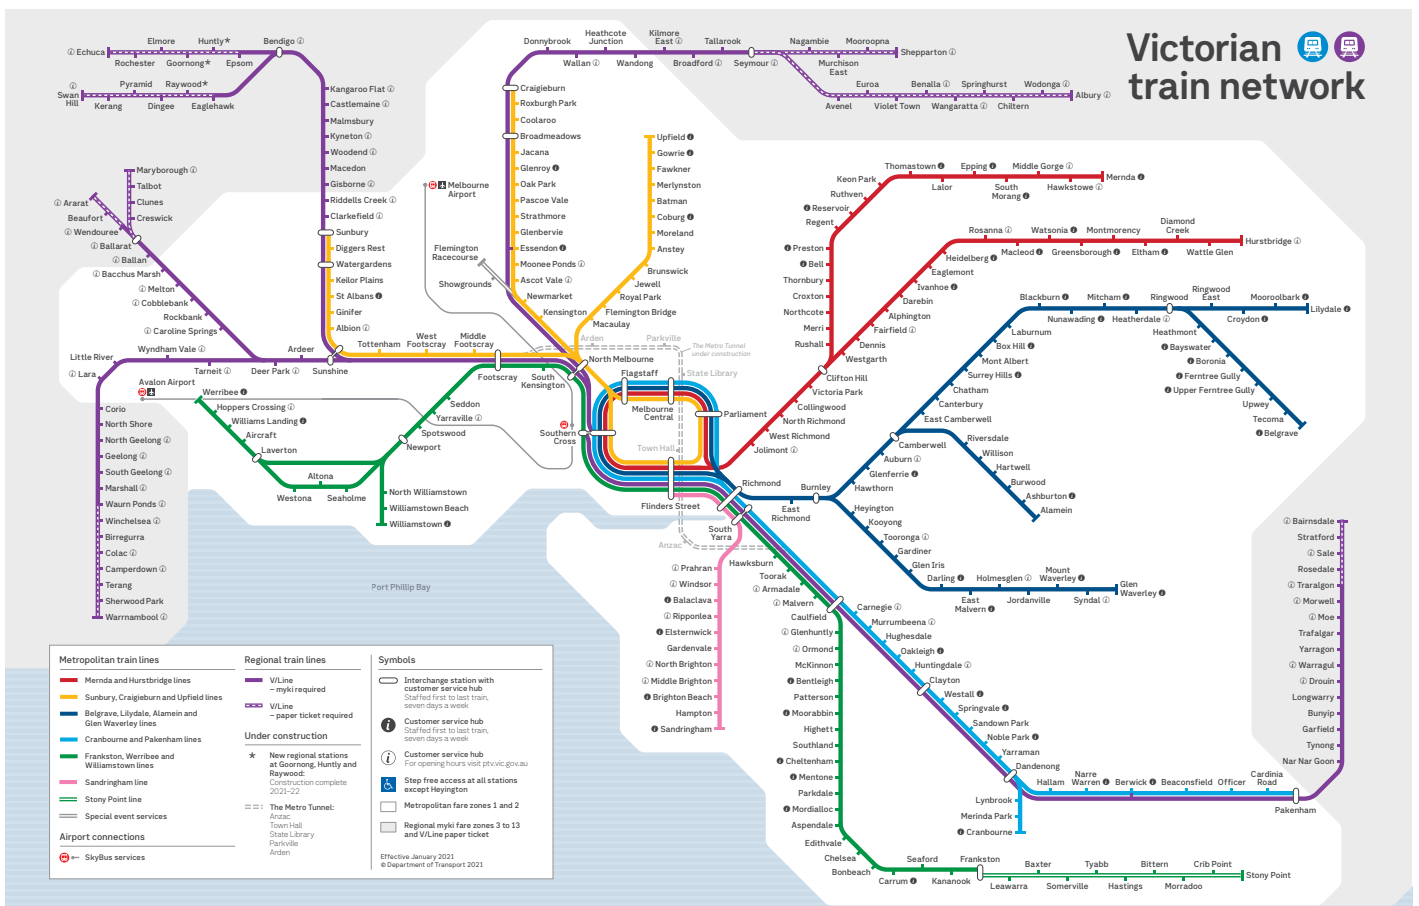 Victorian
train network
Echuca
Elmore
Huntly*
Bendigo
Rochester
Goornong*
Epsom
Swan
Hill
Pyramid
Raywood*
Kerang
Dingee
Eaglehawk
Kangaroo Flat
Castlemaine
Malmsbury
Kyneton
Woodend
Macedon
Gisborne
Riddells Creek
Clarkefield
Sunbury
Diggers Rest
Watergardens
Keilor Plains
St Albans
Ginifer
Albion
Maryborough
Talbot
Clunes
Creswick
Ararat
Beaufort
Wendouree
Ballarat
Ballan
Bacchus Marsh
Melton
Cobblebank
Rockbank
Caroline Springs
Donnybrook
Heathcote
Junction
Kilmore
East
Tallarook
Wallan
Wandong
Broadford
Seymour
Nagambie
Mooroopna
Shepparton
Murchison
East
Euroa
Benalla
Springhurst
Wodonga
Albury
Avenel
Violet Town
Wangaratta
Chiltern
Craigieburn
Roxburgh Park
Coolaroo
Broadmeadows
Jacana
Glenroy
Oak Park
Pascoe Vale
Strathmore
Glenbervie
Essendon
Moonee Ponds
Ascot Vale
Newmarket
Kensington
Melbourne
Airport
Flemington
Racecourse
Showgrounds
Upfield
Gowrie
Fawkner
Merlynston
Batman
Coburg
Moreland
Anstey
Brunswick
Jewell
Royal Park
Flemington Bridge
Macaulay
Arden
Parkville
The Metro Tunnel
under construction
State Library
Town Hall
Anzac
Thomastown
Epping
Middle Gorge
Mernda
Keon Park
Lalor
South
Morang
Hawkstowe
Ruthven
Reservoir
Regent
Preston
Bell
Thornbury
Croxton
Northcote
Merri
Rushall
Rosanna
Watsonia
Montmorency
Diamond
Creek
Hurstbridge
Macleod
Greensborough
Eltham
Wattle Glen
Heidelberg
Eaglemont
Ivanhoe
Darebin
Alphington
Fairfield
Dennis
Westgarth
Clifton Hill
Victoria Park
Collingwood
North Richmond
West Richmond
Jolimont
Little River
Lara
Wyndham Vale
Ardeer
Tarneit
Deer Park
Sunshine
Tottenham
West
Footscray
Middle
Footscray
Footscray
South
Kensington
North Melbourne
Flagstaff
Melbourne
Central
Parliament
Southern
Cross
Flinders Street
Richmond
South
Yarra
Avalon Airport
Werribee
Hoppers Crossing
Williams Landing
Aircraft
Laverton
Westona
Altona
Seaholme
Seddon
Yarraville
Spotswood
Newport
North Williamstown
Williamstown Beach
Williamstown
Corio
North Shore
North Geelong
Geelong
South Geelong
Marshall
Waurn Ponds
Winchelsea
Birregurra
Colac
Camperdown
Terang
Sherwood Park
Warrnambool
Port Phillip Bay
Blackburn
Mitcham
Ringwood
Ringwood
East
Mooroolbark
Lilydale
Nunawading
Heatherdale
Croydon
Laburnum
Box Hill
Mont Albert
Surrey Hills
Chatham
Canterbury
East Camberwell
Camberwell
Auburn
Glenferrie
Hawthorn
Burnley
East
Richmond
Heathmont
Bayswater
Boronia
Ferntree Gully
Upper Ferntree Gully
Upwey
Tecoma
Belgrave
Riversdale
Willison
Hartwell
Burwood
Ashburton
Alamein
Heyington
Kooyong
Tooronga
Gardiner
Glen Iris
Darling
Holmesglen
Mount
Waverley
Glen
Waverley
East
Malvern
Jordanville
Syndal
Prahran
Windsor
Balaclava
Ripponlea
Elsternwick
Gardenvale
North Brighton
Middle Brighton
Brighton Beach
Hampton
Sandringham
Hawksburn
Toorak
Armadale
Malvern
Caulfield
Glenhuntly
Ormond
McKinnon
Bentleigh
Patterson
Moorabbin
Highett
Southland
Cheltenham
Mentone
Parkdale
Mordialloc
Aspendale
Edithvale
Chelsea
Bonbeach
Carrum
Seaford
Kananook
Frankston
Leawarra
Baxter
Somerville
Tyabb
Hastings
Bittern
Morradoo
Crib Point
Stony Point
Carnegie
Murrumbeena
Hughesdale
Oakleigh
Huntingdale
Clayton
Westall
Springvale
Sandown Park
Noble Park
Yarraman
Dandenong
Lynbrook
Merinda Park
Cranbourne
Hallam
Narre
Warren
Berwick
Beaconsfield
Officer
Cardinia
Road
Pakenham
Bairnsdale
Stratford
Sale
Rosedale
Traralgon
Morwell
Moe
Trafalgar
Yarragon
Warragul
Drouin
Longwarry
Bunyip
Garfield
Tynong
Nar Nar Goon
Metropolitan train lines
Mernda and Hurstbridge lines
Sunbury, Craigieburn and Upfield lines
Belgrave, Lilydale, Alamein and
Glen Waverley lines
Cranbourne and Pakenham lines
Frankston, Werribee and
Williamstown lines
Sandringham line
Stony Point line
Special event services
Airport connections
SkyBus services
Regional train lines
V/Line
– myki required
V/Line
– paper ticket required
Under construction
* New regional stations
at Goornong, Huntly and
Raywood:
Construction complete
2021–22
The Metro Tunnel:
Anzac
Town Hall
State Library
Parkville
Arden
Symbols
Interchange station with
customer service hub
Staffed first to last train,
seven days a week
Customer service hub
Staffed first to last train,
seven days a week
Customer service hub
For opening hours visit ptv.vic.gov.au
Step free access at all stations
except Heyington
Metropolitan fare zones 1 and 2
Regional myki fare zones 3 to 13
and V/Line paper ticket
Effective January 2021
© Department of Transport 2021